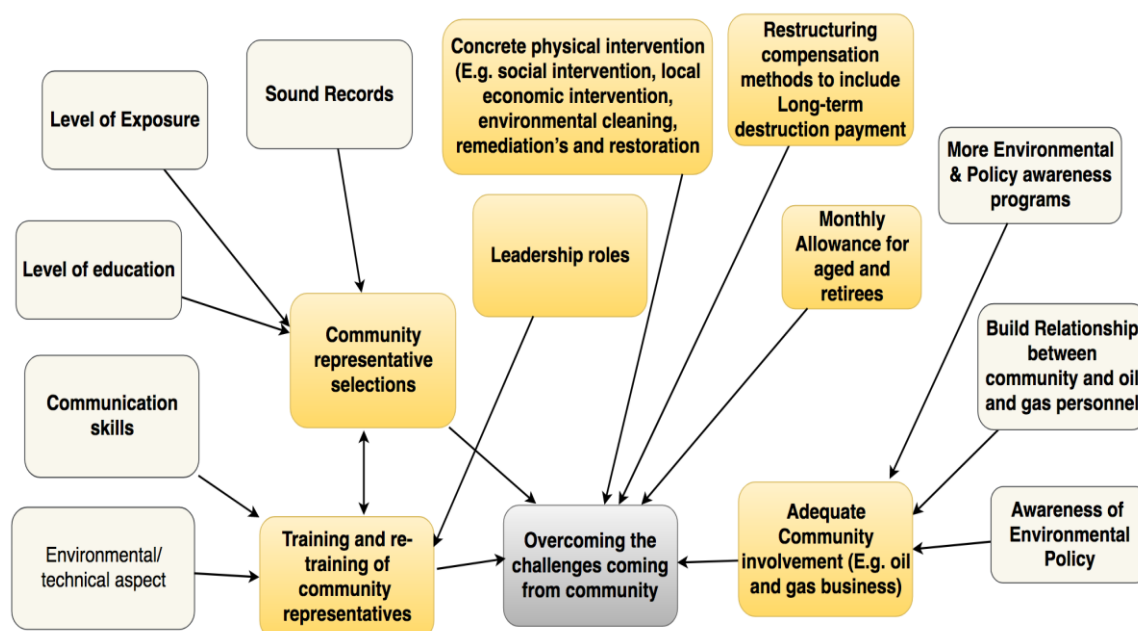 Concrete physical intervention
(E.g. social intervention, local
economic intervention,
environmental cleaning,
remediation's and restoration
Restructuring
compensation
methods to include
Long-term
destruction payment
Sound Records
Level of Exposure
More Environmental
& Policy awareness
programs
Level of education
Leadership roles
Monthly
Allowance for
aged and
retirees
Community
representative
selections
Build Relationship
between
community and oil
and gas personnel
Communication
skills
Environmental/
technical aspect
Training and re-
training of
community
representatives
Overcoming the
challenges coming
from community
Adequate
Community
involvement (E.g. oil
and gas business)
Awareness of
Environmental
Policy